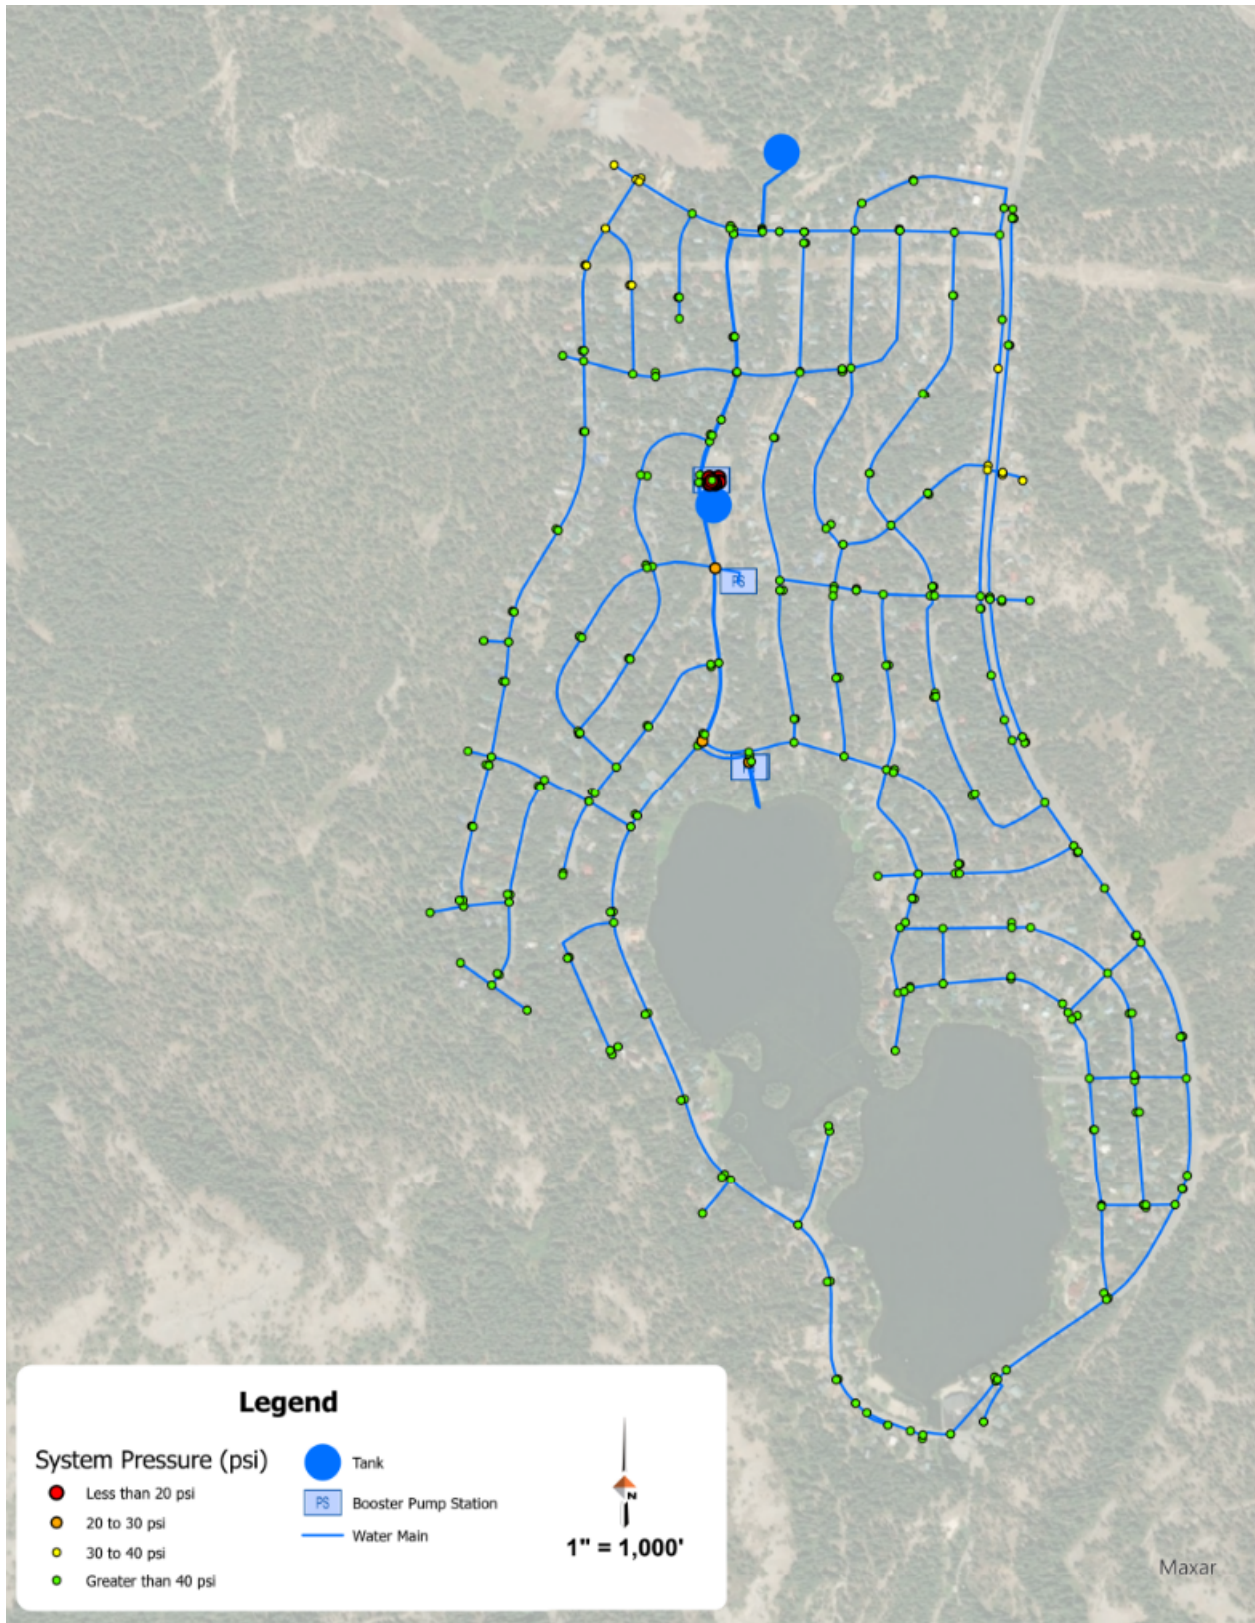 PS
Legend
System Pressure (psi)
Less than 20 psi
20 to 30 psi
30 to 40 psi
Greater than 40 psi
Tank
PS
Booster Pump Station
Water Main
N
1" = 1,000'
Maxar